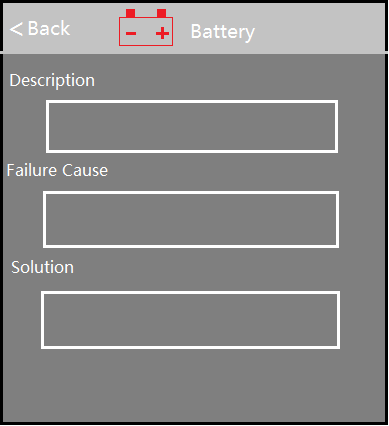 < Back
Battery
Description
Failure Cause
Solution